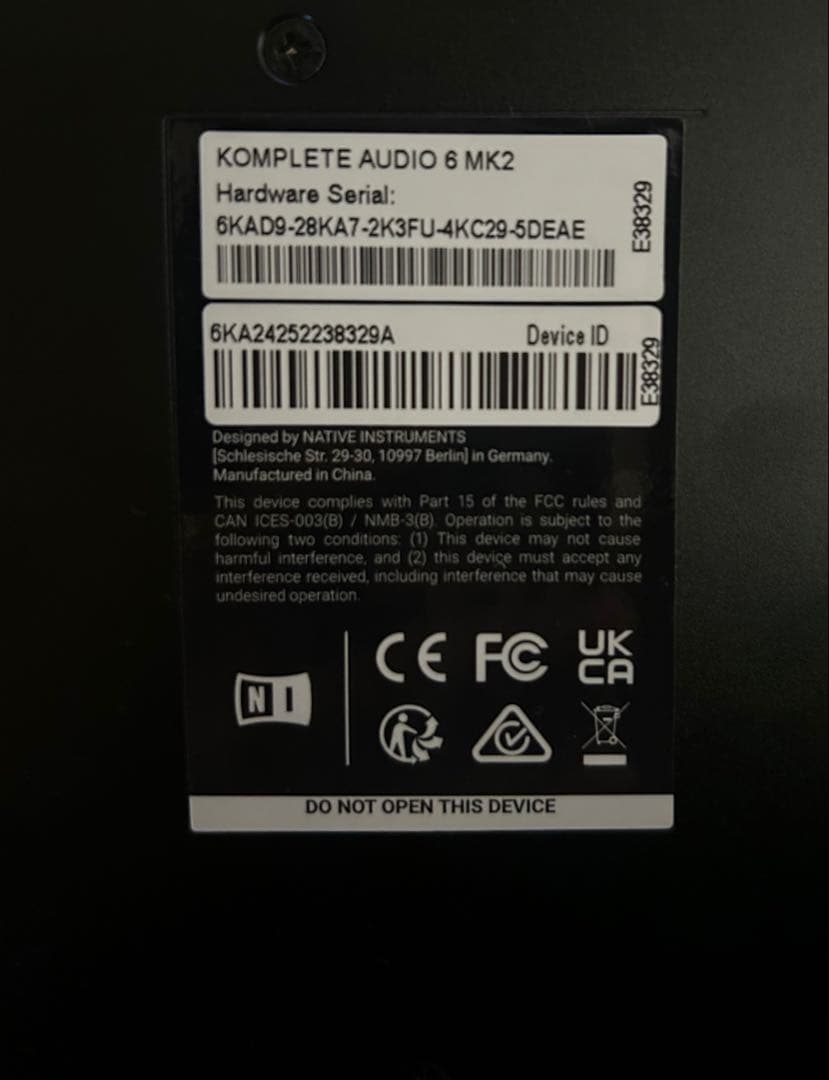 KOMPLETE AUDIO 6 MK2
Hardware Serial:
6KAD9-28KA7-2K3FU-4KC29-5DEAE
E38329
6KA24252238329A Device ID
E38329
Designed by NATIVE INSTRUMENTS
[Schlesische Str. 29-30, 10997 Berlin] in Germany.
Manufactured in China.
This device complies with Part 15 of the FCC rules and
CAN ICES-003(B) / NMB-3(B). Operation is subject to the
following two conditions: (1) This device may not cause
harmful interference, and (2) this device must accept any
interference received, including interference that may cause
undesired operation.
NI
CE FC UK
CA
DO NOT OPEN THIS DEVICE